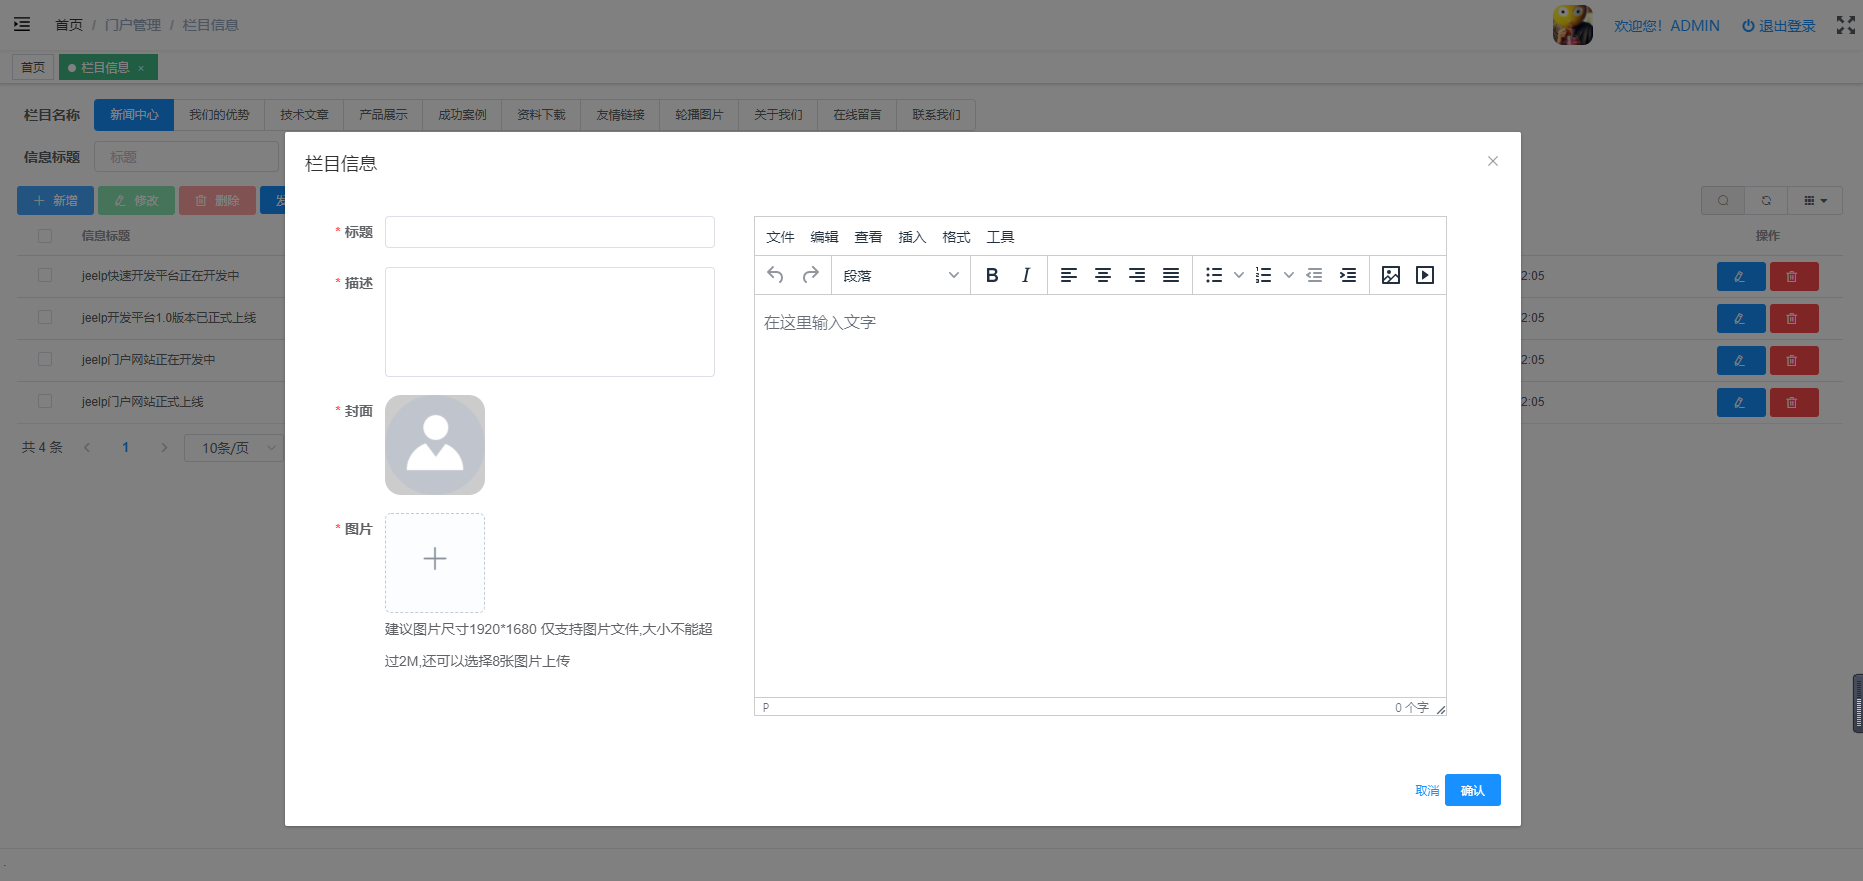 首页 / 门户管理 / 栏目信息
欢迎您！ADMIN 退出登录
首页 栏目信息 ×
栏目名称 新闻中心 我们的优势 技术文章 产品展示 成功案例 资料下载 友情链接 轮播图片 关于我们 在线留言 联系我们
信息标题 标题
新增 修改 删除 发
信息标题 操作
jeelp快速开发平台正在开发中 2:05
jeelp开发平台1.0版本已正式上线 2:05
jeelp门户网站正在开发中 2:05
jeelp门户网站正式上线 2:05
共 4 条 1 10条/页
栏目信息
* 标题
* 描述
* 封面
* 图片
建议图片尺寸1920*1680 仅支持图片文件,大小不能超
过2M,还可以选择8张图片上传
文件 编辑 查看 插入 格式 工具
段落 B I
在这里输入文字
P 0 个字
取消 确认